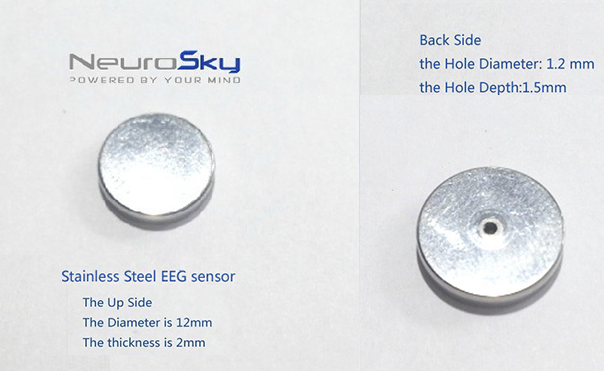 NeuroSky
POWERED BY YOUR MIND
Stainless Steel EEG sensor
The Up Side
The Diameter is 12mm
The thickness is 2mm
Back Side
the Hole Diameter: 1.2 mm
the Hole Depth:1.5mm